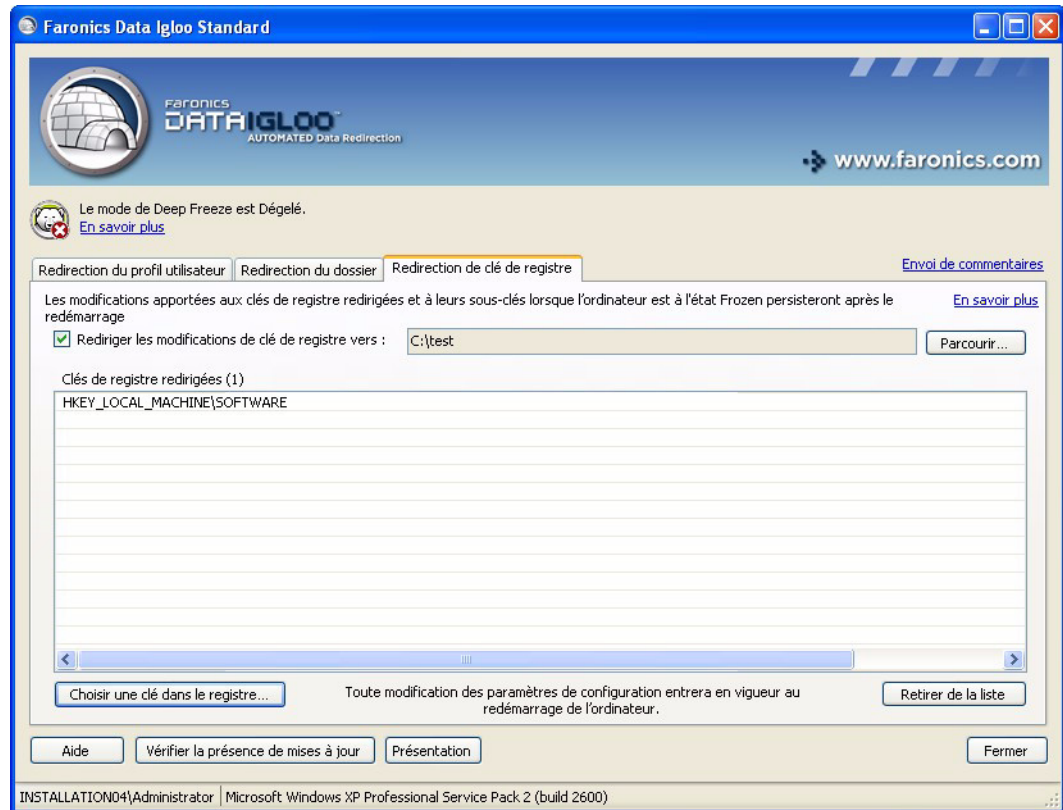 Faronics Data Igloo Standard
FARONICS
DATAIGLOO™
AUTOMATED Data Redirection
www.faronics.com
Le mode de Deep Freeze est Dégelé.
En savoir plus
Redirection du profil utilisateur
Redirection du dossier
Redirection de clé de registre
Envoi de commentaires
Les modifications apportées aux clés de registre redirigées et à leurs sous-clés lorsque l'ordinateur est à l'état Frozen persisteront après le
redémarrage
En savoir plus
Rediriger les modifications de clé de registre vers :
C:\test
Parcourir...
Clés de registre redirigées (1)
HKEY_LOCAL_MACHINE\SOFTWARE
Choisir une clé dans le registre...
Toute modification des paramètres de configuration entrera en vigueur au
redémarrage de l'ordinateur.
Retirer de la liste
Aide
Vérifier la présence de mises à jour
Présentation
Fermer
INSTALLATION04\Administrator
Microsoft Windows XP Professional Service Pack 2 (build 2600)